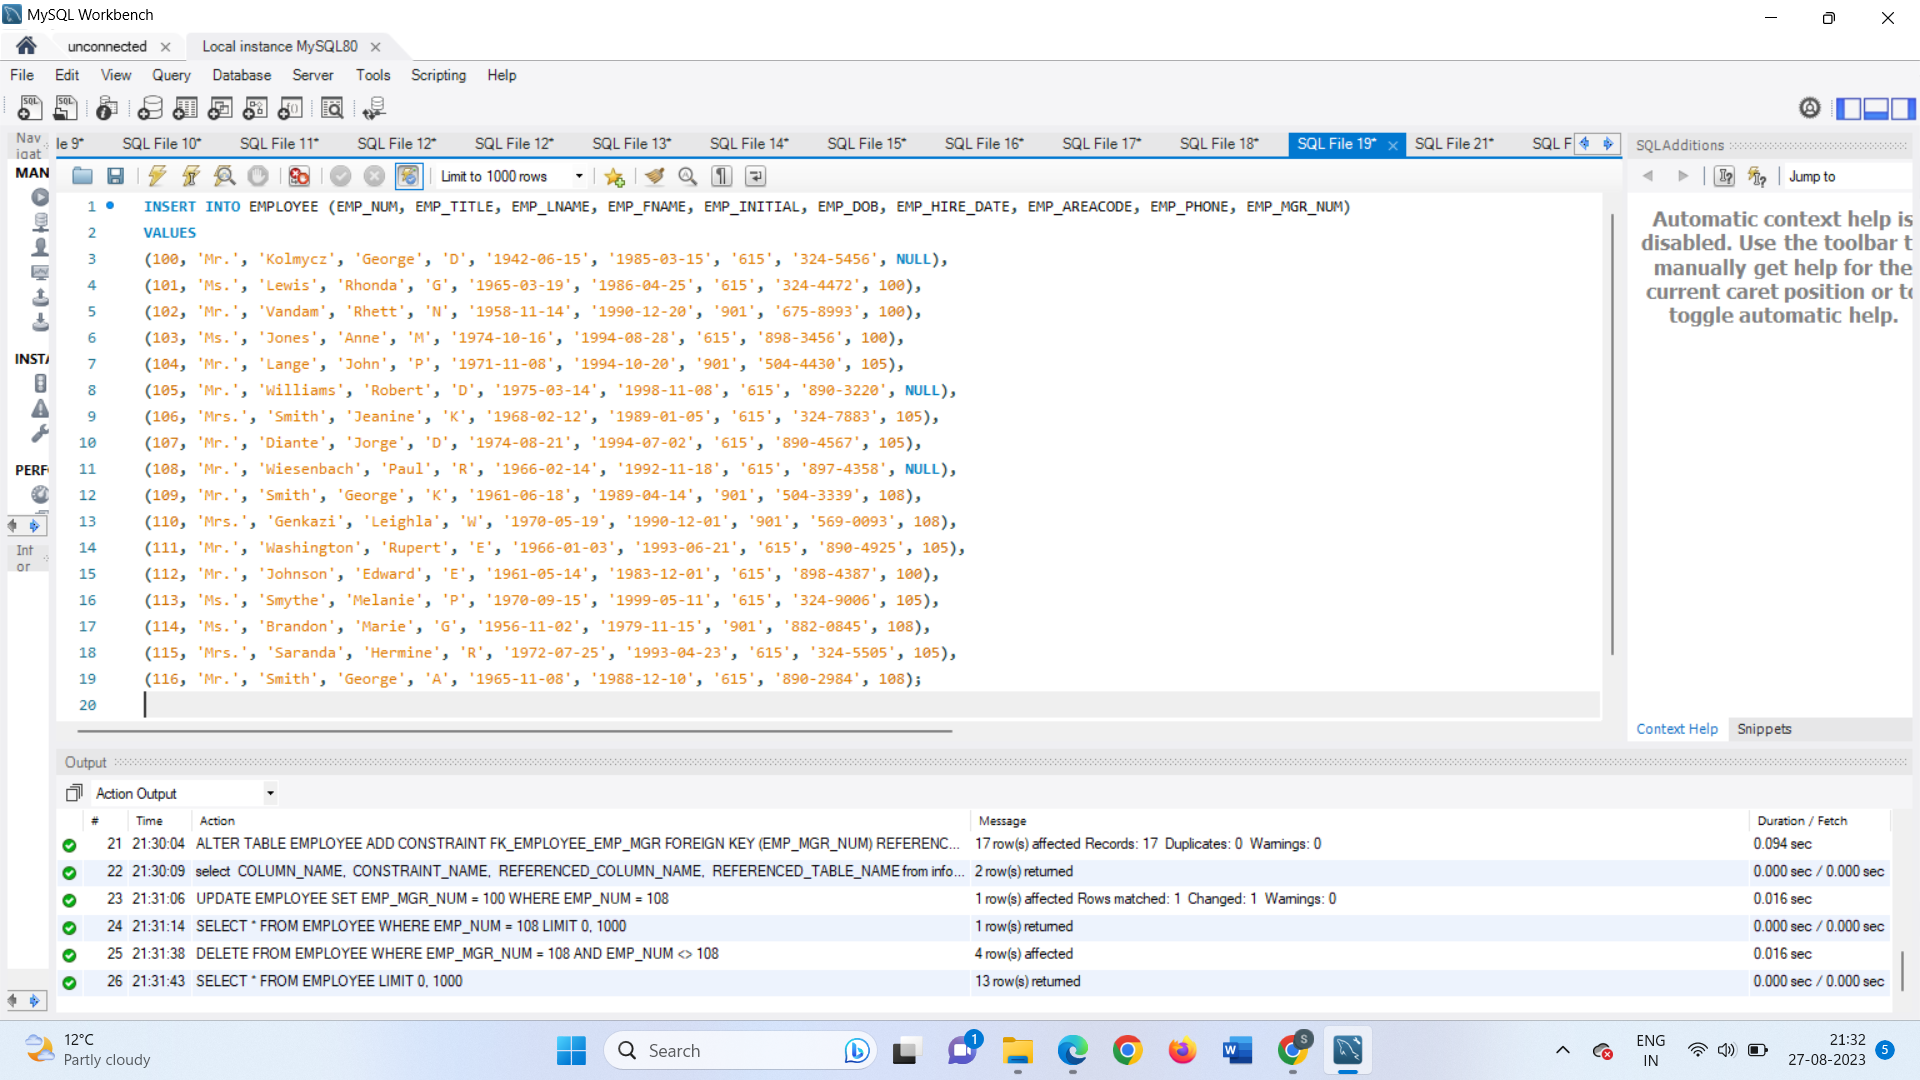 MySQL Workbench
unconnected
Local instance MySQL80
File Edit View Query Database Server Tools Scripting Help
Nav
igat
MAN
INSTA
PERF
Inf
or
le 9* SQL File 10* SQL File 11* SQL File 12* SQL File 12* SQL File 13* SQL File 14* SQL File 15* SQL File 16* SQL File 17* SQL File 18* SQL File 19* SQL File 21* SQL F
Limit to 1000 rows
1 INSERT INTO EMPLOYEE (EMP_NUM, EMP_TITLE, EMP_LNAME, EMP_FNAME, EMP_INITIAL, EMP_DOB, EMP_HIRE_DATE, EMP_AREACODE, EMP_PHONE, EMP_MGR_NUM)
2 VALUES
3 (100, 'Mr.', 'Kolmycz', 'George', 'D', '1942-06-15', '1985-03-15', '615', '324-5456', NULL),
4 (101, 'Ms.', 'Lewis', 'Rhonda', 'G', '1965-03-19', '1986-04-25', '615', '324-4472', 100),
5 (102, 'Mr.', 'Vandam', 'Rhett', 'N', '1958-11-14', '1990-12-20', '901', '675-8993', 100),
6 (103, 'Ms.', 'Jones', 'Anne', 'M', '1974-10-16', '1994-08-28', '615', '898-3456', 100),
7 (104, 'Mr.', 'Lange', 'John', 'P', '1971-11-08', '1994-10-20', '901', '504-4430', 105),
8 (105, 'Mr.', 'Williams', 'Robert', 'D', '1975-03-14', '1998-11-08', '615', '890-3220', NULL),
9 (106, 'Mrs.', 'Smith', 'Jeanine', 'K', '1968-02-12', '1989-01-05', '615', '324-7883', 105),
10 (107, 'Mr.', 'Diante', 'Jorge', 'D', '1974-08-21', '1994-07-02', '615', '890-4567', 105),
11 (108, 'Mr.', 'Wiesenbach', 'Paul', 'R', '1966-02-14', '1992-11-18', '615', '897-4358', NULL),
12 (109, 'Mr.', 'Smith', 'George', 'K', '1961-06-18', '1989-04-14', '901', '504-3339', 108),
13 (110, 'Mrs.', 'Genkazi', 'Leighla', 'W', '1970-05-19', '1990-12-01', '901', '569-0093', 108),
14 (111, 'Mr.', 'Washington', 'Rupert', 'E', '1966-01-03', '1993-06-21', '615', '890-4925', 105),
15 (112, 'Mr.', 'Johnson', 'Edward', 'E', '1961-05-14', '1983-12-01', '615', '898-4387', 100),
16 (113, 'Ms.', 'Smythe', 'Melanie', 'P', '1970-09-15', '1999-05-11', '615', '324-9006', 105),
17 (114, 'Ms.', 'Brandon', 'Marie', 'G', '1956-11-02', '1979-11-15', '901', '882-0845', 108),
18 (115, 'Mrs.', 'Saranda', 'Hermine', 'R', '1972-07-25', '1993-04-23', '615', '324-5505', 105),
19 (116, 'Mr.', 'Smith', 'George', 'A', '1965-11-08', '1988-12-10', '615', '890-2984', 108);
20
SQLAdditions
Jump to
Automatic context help is
disabled. Use the toolbar t
manually get help for the
current caret position or to
toggle automatic help.
Context Help Snippets
Output
Action Output
# Time Action Message Duration / Fetch
21 21:30:04 ALTER TABLE EMPLOYEE ADD CONSTRAINT FK_EMPLOYEE_EMP_MGR FOREIGN KEY (EMP_MGR_NUM) REFERENC... 17 row(s) affected Records: 17 Duplicates: 0 Warnings: 0 0.094 sec
22 21:30:09 select COLUMN_NAME, CONSTRAINT_NAME, REFERENCED_COLUMN_NAME, REFERENCED_TABLE_NAME from info... 2 row(s) returned 0.000 sec / 0.000 sec
23 21:31:06 UPDATE EMPLOYEE SET EMP_MGR_NUM = 100 WHERE EMP_NUM = 108 1 row(s) affected Rows matched: 1 Changed: 1 Warnings: 0 0.016 sec
24 21:31:14 SELECT * FROM EMPLOYEE WHERE EMP_NUM = 108 LIMIT 0, 1000 1 row(s) returned 0.000 sec / 0.000 sec
25 21:31:38 DELETE FROM EMPLOYEE WHERE EMP_MGR_NUM = 108 AND EMP_NUM <> 108 4 row(s) affected 0.016 sec
26 21:31:43 SELECT * FROM EMPLOYEE LIMIT 0, 1000 13 row(s) returned 0.000 sec / 0.000 sec
12°C
Partly cloudy
Search
1
S
ENG
IN
21:32
27-08-2023
5